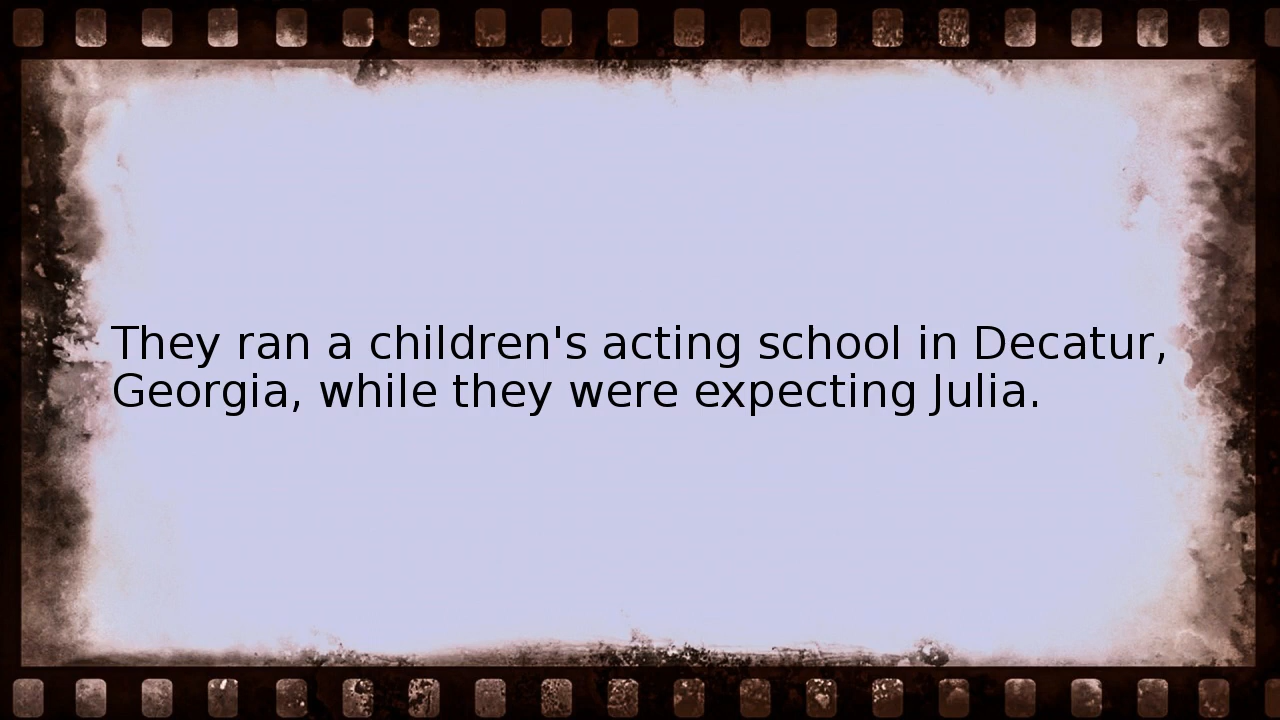 They ran a children's acting school in Decatur,
Georgia, while they were expecting Julia.